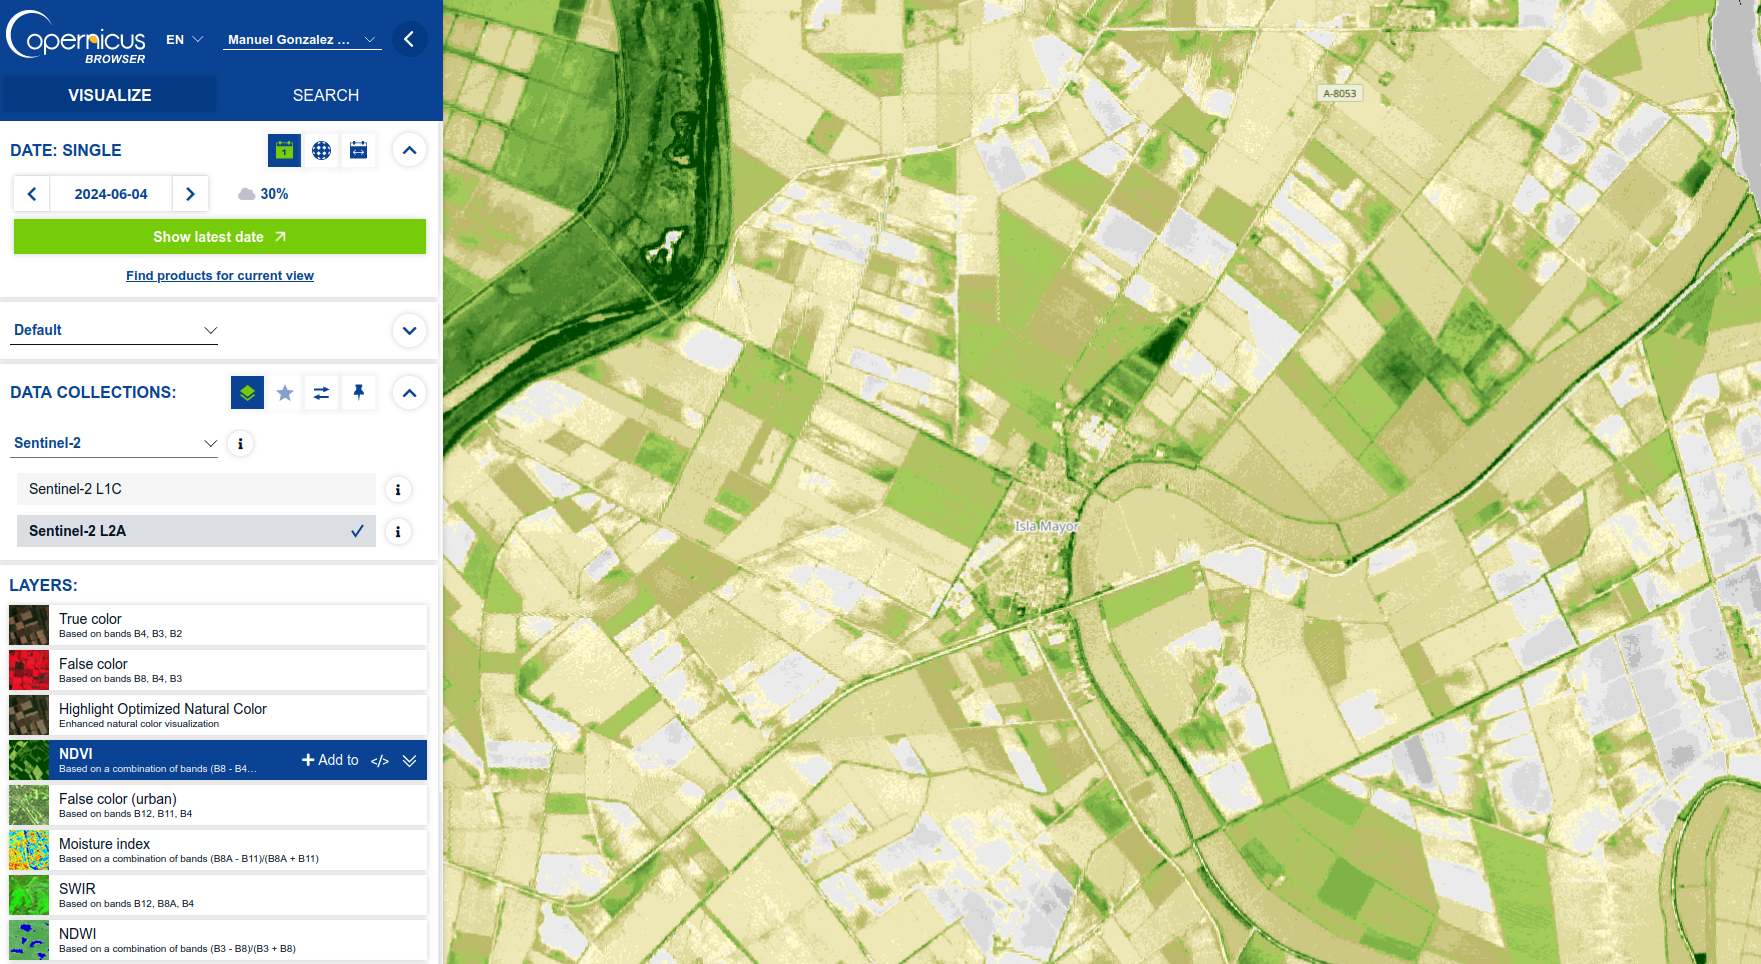 Copernicus
BROWSER
EN
Manuel Gonzalez ...
VISUALIZE
SEARCH
DATE: SINGLE
1
2024-06-04
30%
Show latest date
Find products for current view
Default
DATA COLLECTIONS:
Sentinel-2
Sentinel-2 L1C
Sentinel-2 L2A
LAYERS:
True color
Based on bands B4, B3, B2
False color
Based on bands B8, B4, B3
Highlight Optimized Natural Color
Enhanced natural color visualization
NDVI
Based on a combination of bands (B8 - B4...
Add to
</>
False color (urban)
Based on bands B12, B11, B4
Moisture index
Based on a combination of bands (B8A - B11)/(B8A + B11)
SWIR
Based on bands B12, B8A, B4
NDWI
Based on a combination of bands (B3 - B8)/(B3 + B8)
A-8053
Isla Mayor